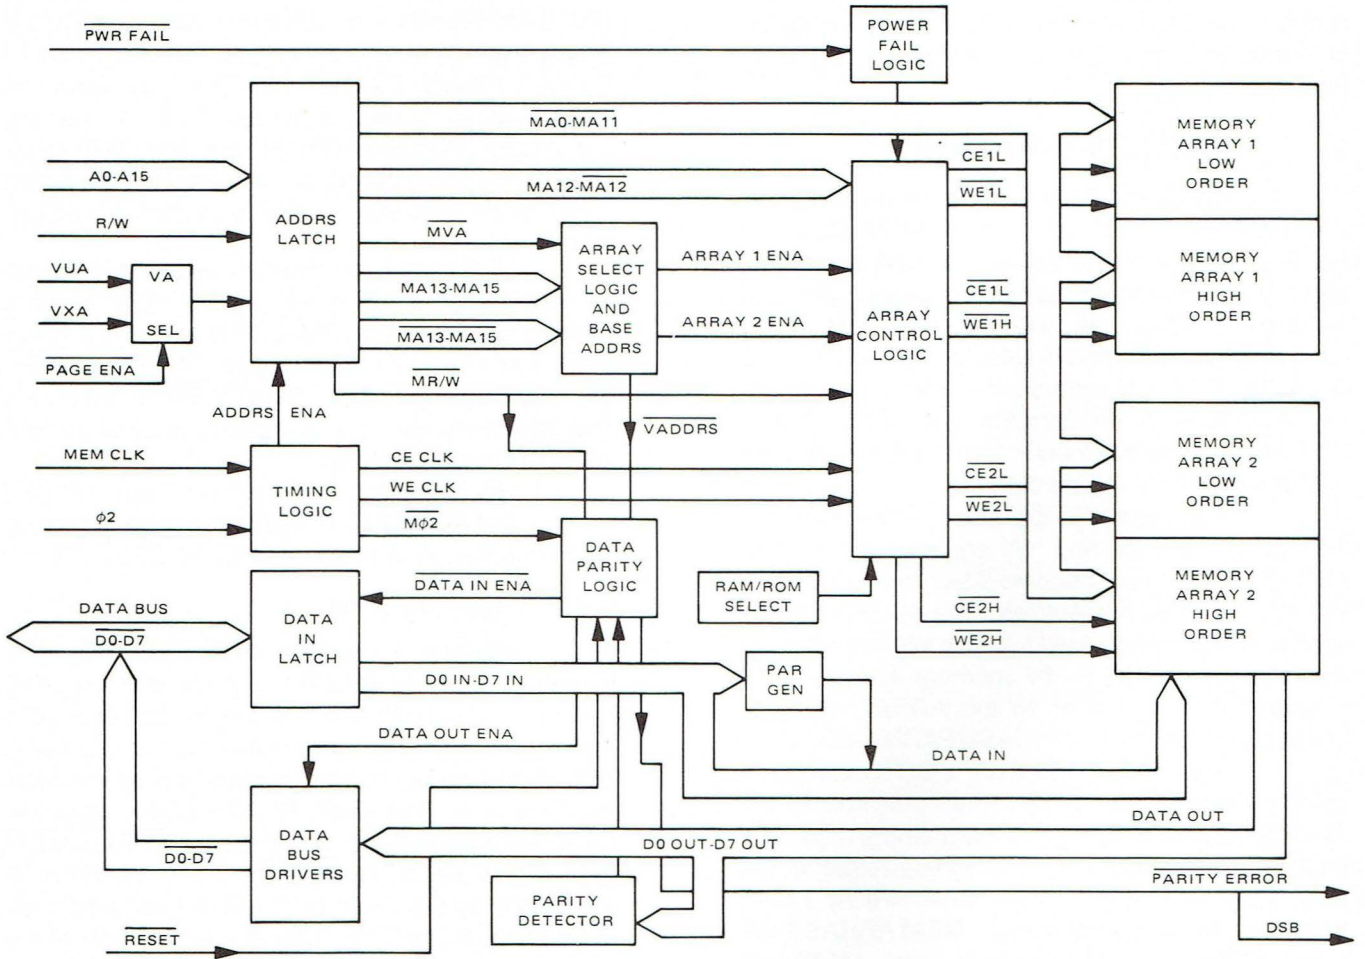 PWR FAIL
POWER
FAIL
LOGIC
MA0-MA11
MEMORY
ARRAY 1
LOW
ORDER
CE1L
WE1L
A0-A15
MA12-MA12
R/W
ADDRS
LATCH
MVA
ARRAY
SELECT
LOGIC
AND
BASE
ADDRS
ARRAY 1 ENA
ARRAY 2 ENA
VUA
VXA
VA
SEL
PAGE ENA
MA13-MA15
MA13-MA15
ARRAY
CONTROL
LOGIC
CE1L
WE1H
MEMORY
ARRAY 1
HIGH
ORDER
MR/W
VADDRS
ADDRS ENA
MEM CLK
φ2
TIMING
LOGIC
CE CLK
WE CLK
Mφ2
CE2L
WE2L
MEMORY
ARRAY 2
LOW
ORDER
DATA
PARITY
LOGIC
RAM/ROM
SELECT
CE2H
WE2H
MEMORY
ARRAY 2
HIGH
ORDER
DATA IN ENA
DATA BUS
D0-D7
DATA
IN
LATCH
D0 IN-D7 IN
PAR
GEN
DATA OUT ENA
DATA IN
DATA OUT
D0 OUT-D7 OUT
D0-D7
DATA
BUS
DRIVERS
PARITY
DETECTOR
PARITY ERROR
DSB
RESET